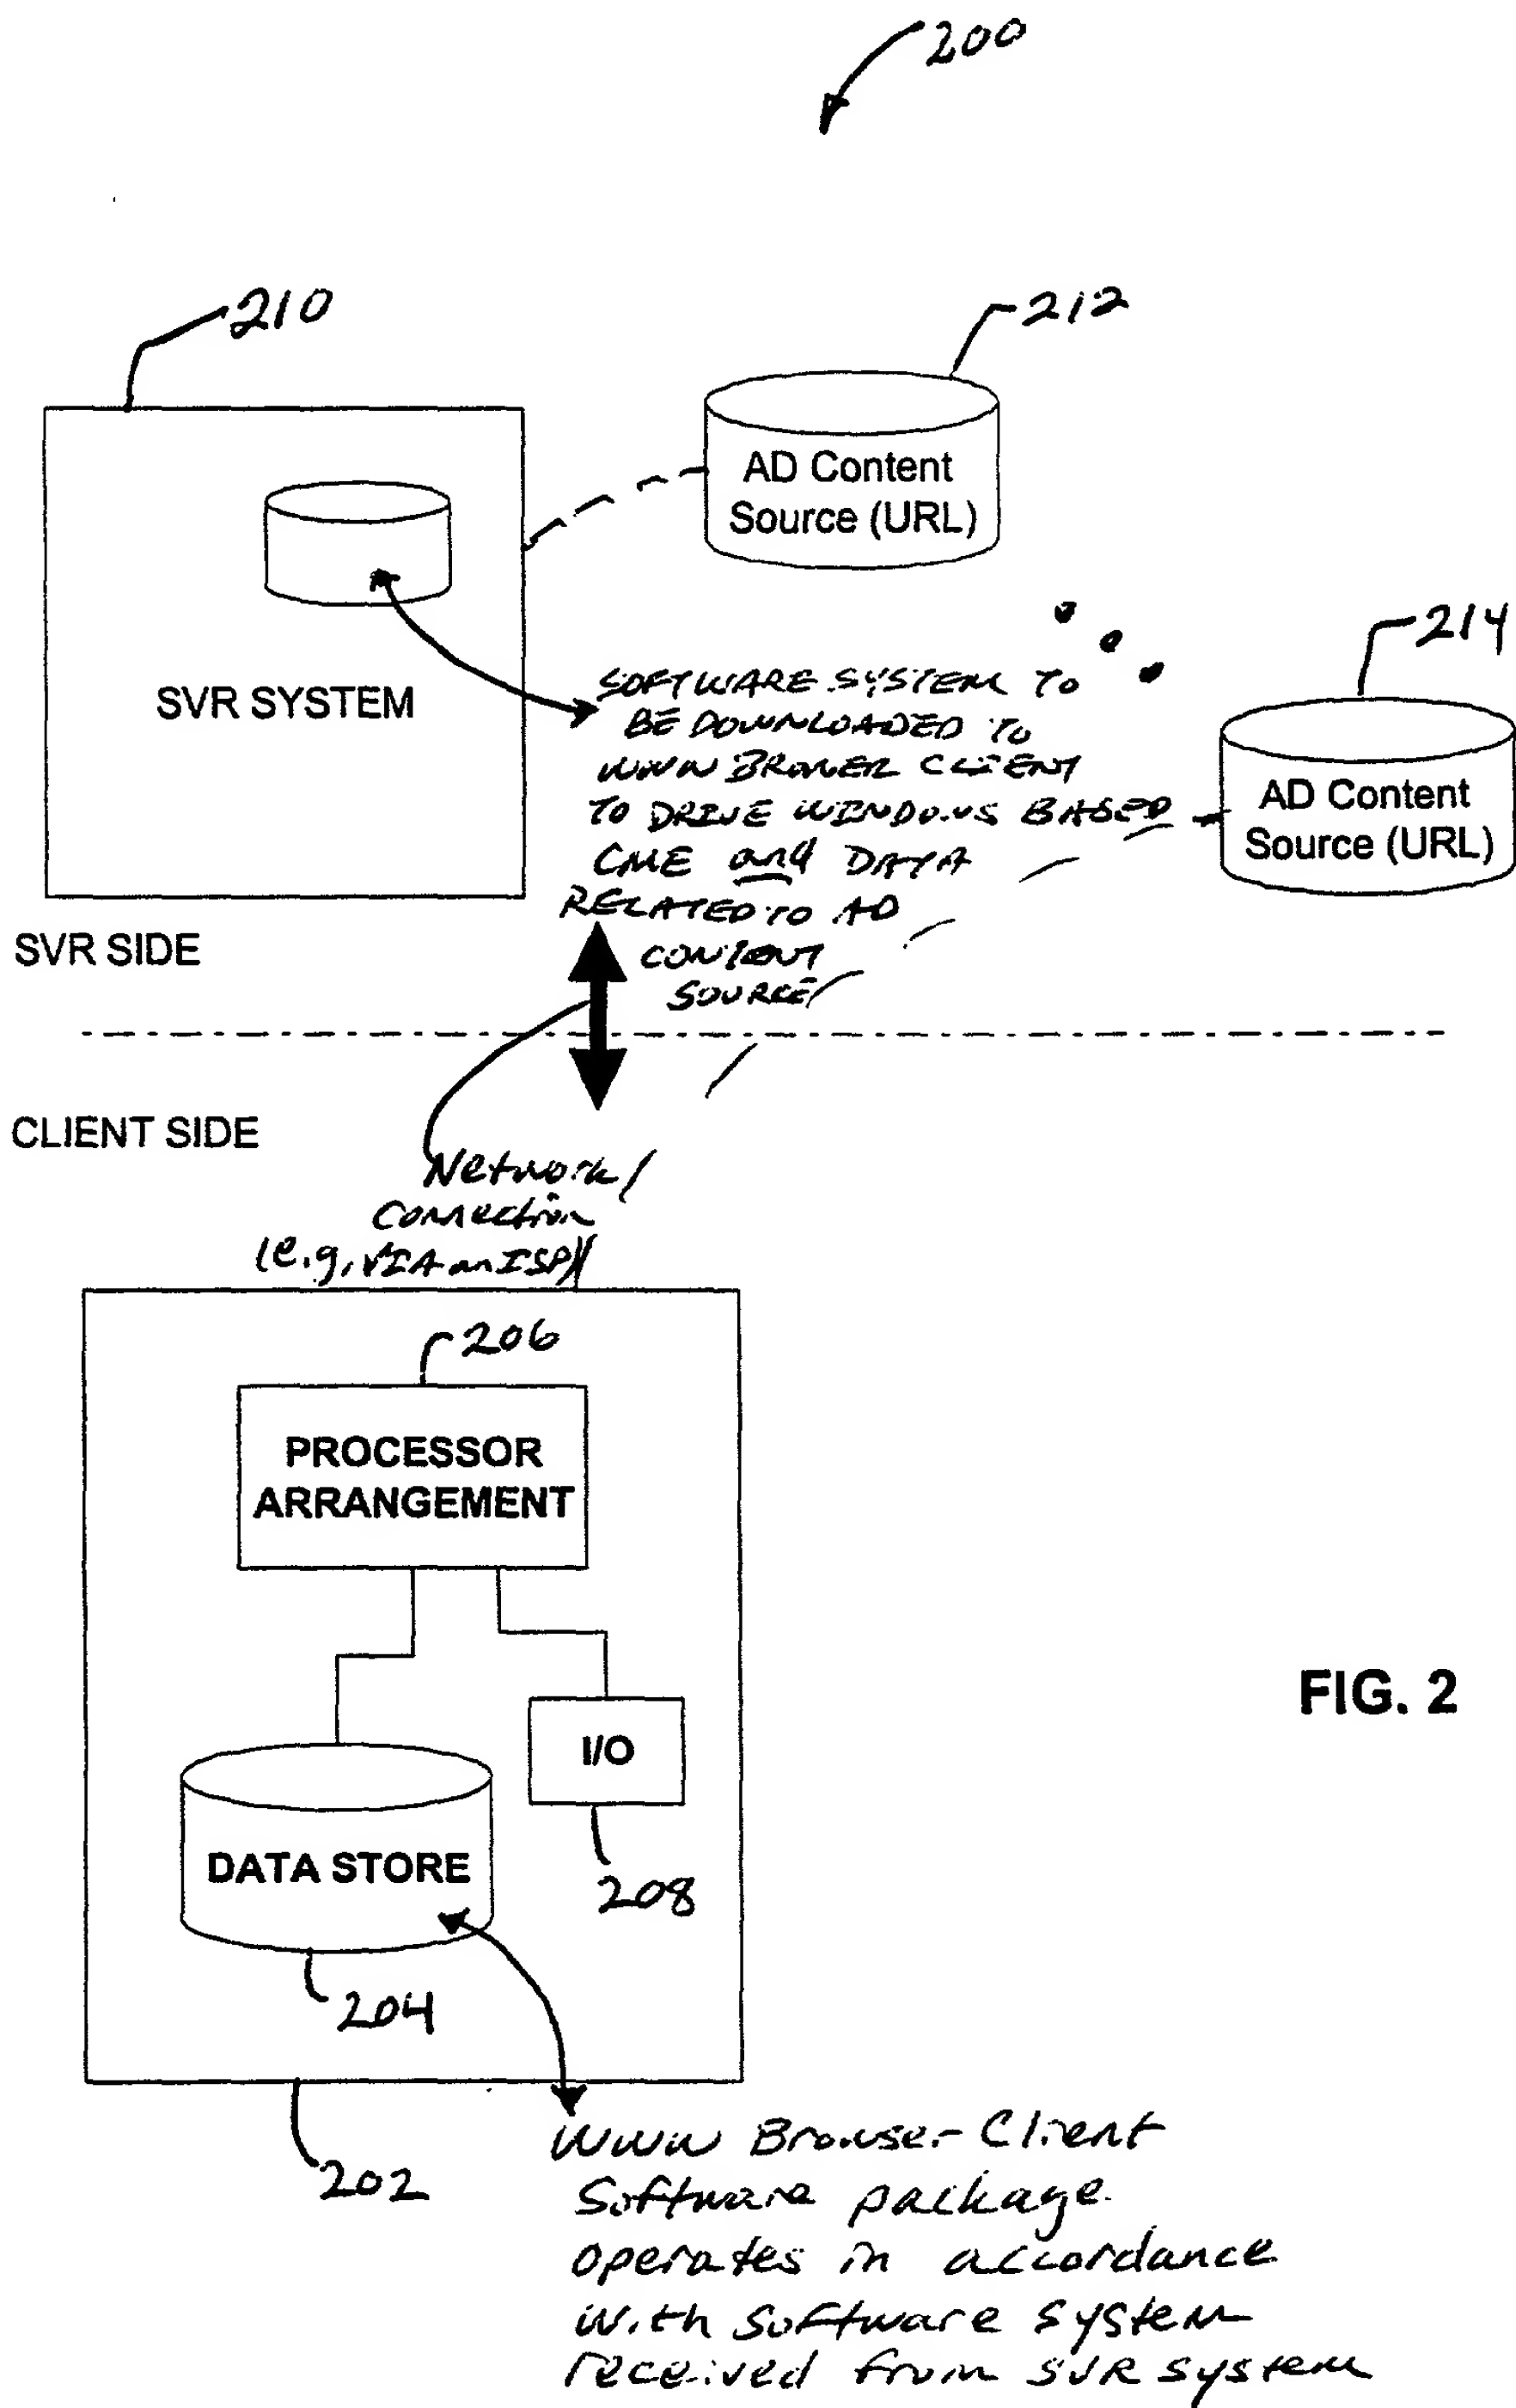 200
210
212
AD Content
Source (URL)
214
SVR SYSTEM
SOFTWARE SYSTEM TO
BE DOWNLOADED TO
WWW BROWSER CLIENT
TO DRIVE WINDOWS BASED
CME and DATA
RELATED TO AD
CONTENT
SOURCE
AD Content
Source (URL)
SVR SIDE
CLIENT SIDE
Network/
Connection
(e.g, VIA an ISP)
206
PROCESSOR
ARRANGEMENT
I/O
DATA STORE
208
204
202
WWW Browser Client
Software package
operates in accordance
with software system
received from SVR system
FIG. 2